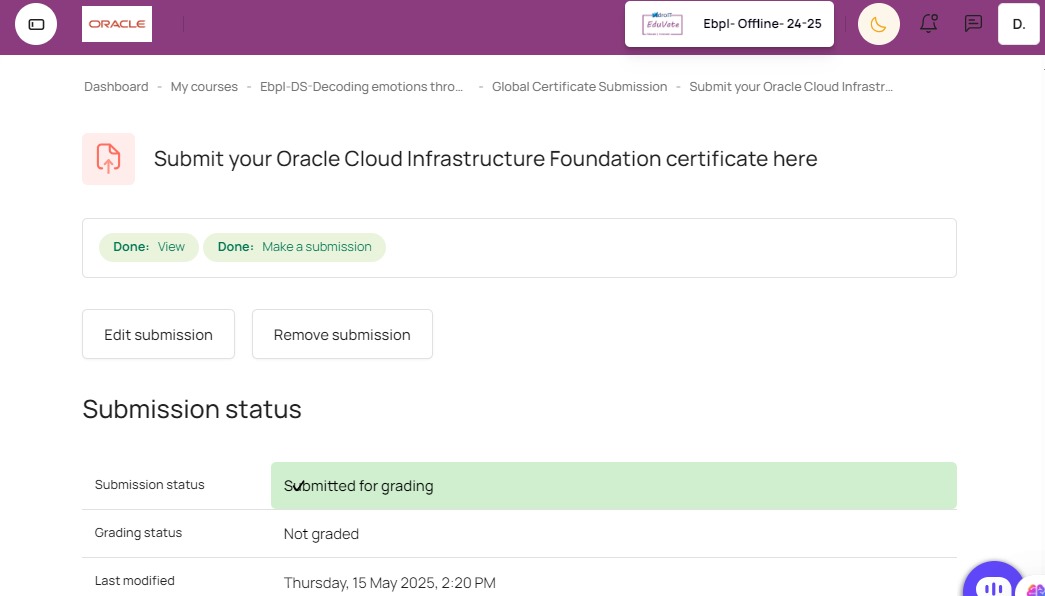 ORACLE
EduVate
Ebpl- Offline- 24-25
D.
Dashboard - My courses - Ebpl-DS-Decoding emotions thro... - Global Certificate Submission - Submit your Oracle Cloud Infrastr...
Submit your Oracle Cloud Infrastructure Foundation certificate here
Done: View Done: Make a submission
Edit submission Remove submission
Submission status
Submission status Submitted for grading
Grading status Not graded
Last modified Thursday, 15 May 2025, 2:20 PM